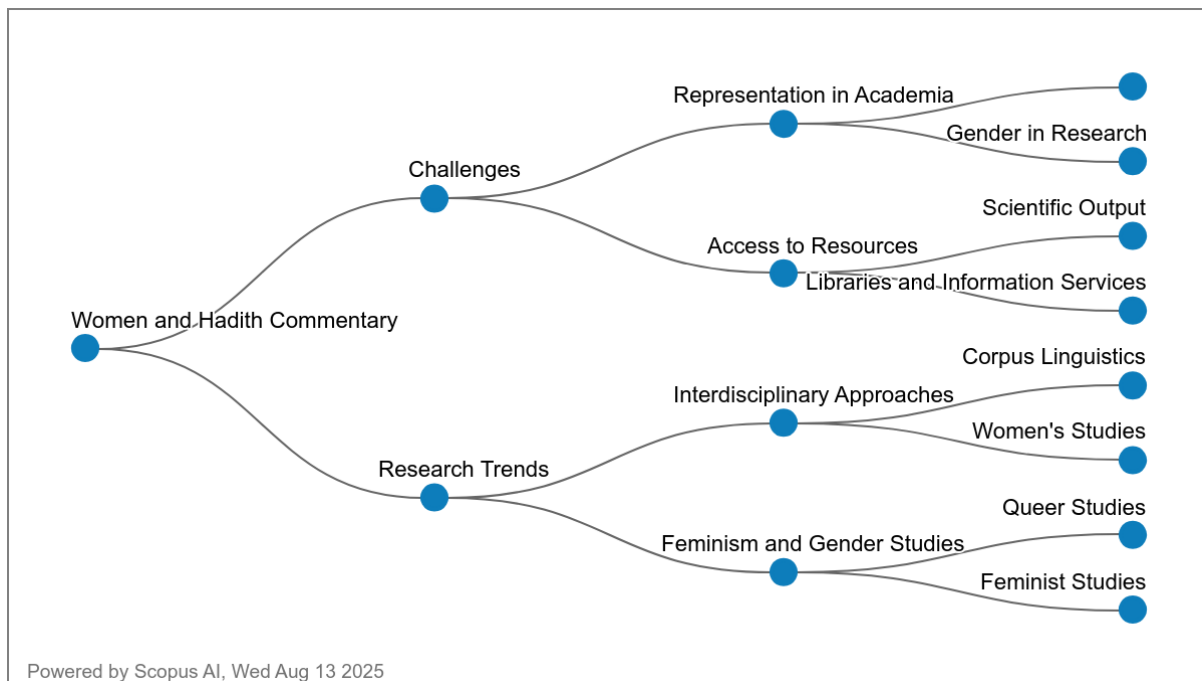 Representation in Academia
Gender in Research
Challenges
Scientific Output
Access to Resources
Libraries and Information Services
Women and Hadith Commentary
Corpus Linguistics
Interdisciplinary Approaches
Women's Studies
Research Trends
Queer Studies
Feminism and Gender Studies
Feminist Studies
Powered by Scopus AI, Wed Aug 13 2025